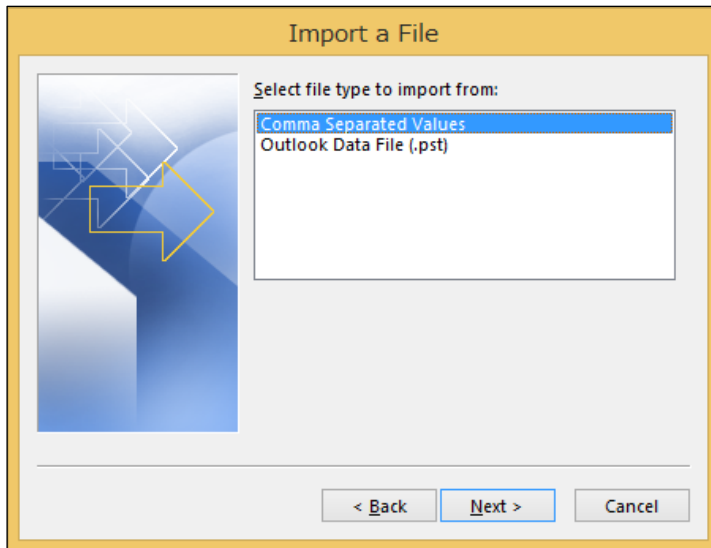 Import a File
Select file type to import from:
Comma Separated Values
Outlook Data File (.pst)
< Back
Next >
Cancel